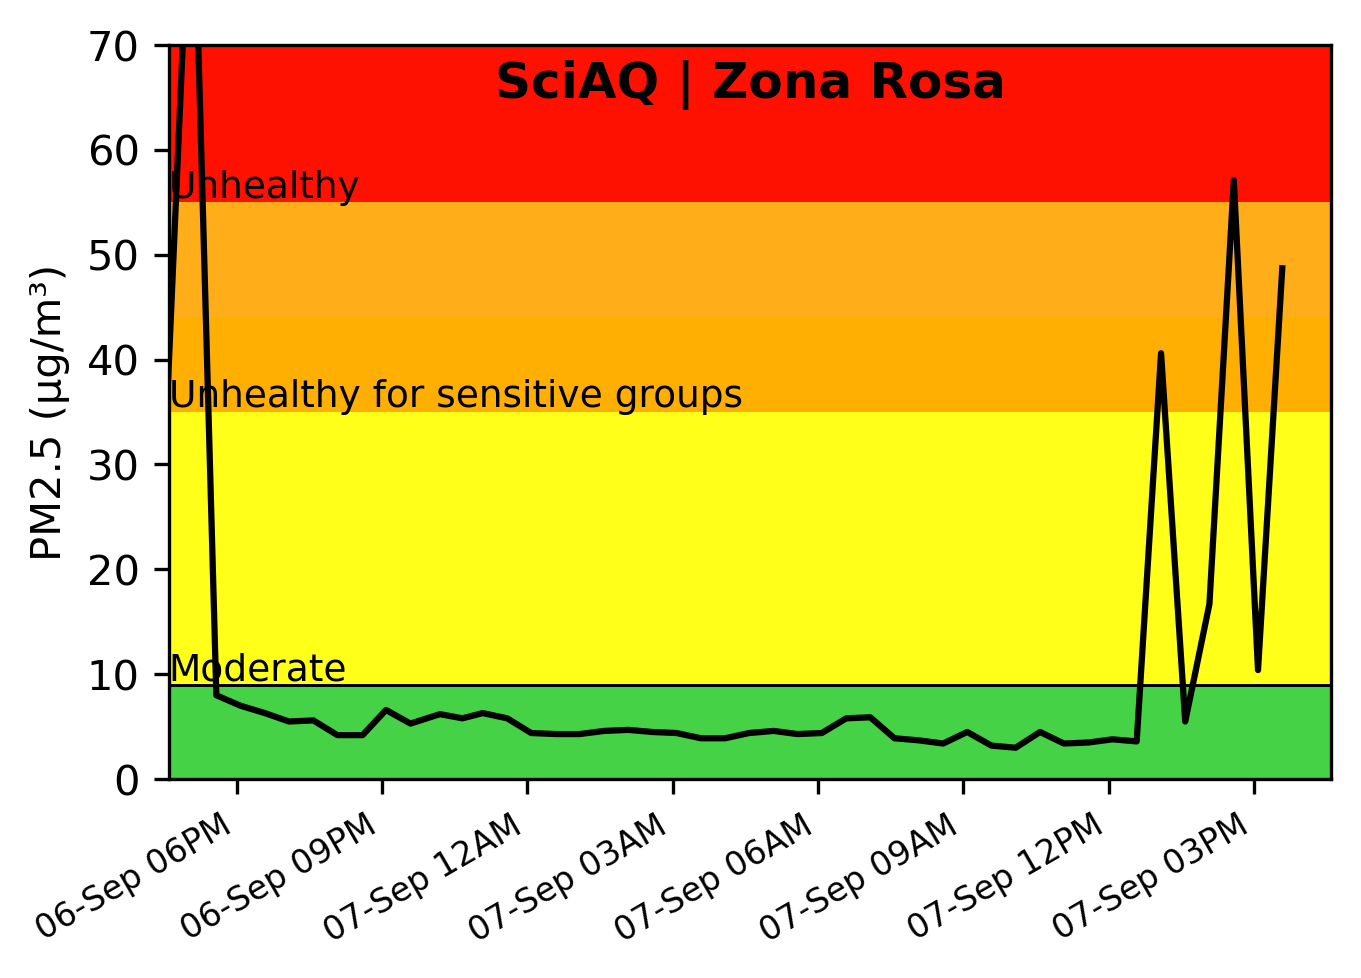 SciAQ | Zona Rosa
PM2.5 (µg/m³)
70
60
50
40
30
20
10
0
Unhealthy
Unhealthy for sensitive groups
Moderate
06-Sep 06PM
06-Sep 09PM
07-Sep 12AM
07-Sep 03AM
07-Sep 06AM
07-Sep 09AM
07-Sep 12PM
07-Sep 03PM